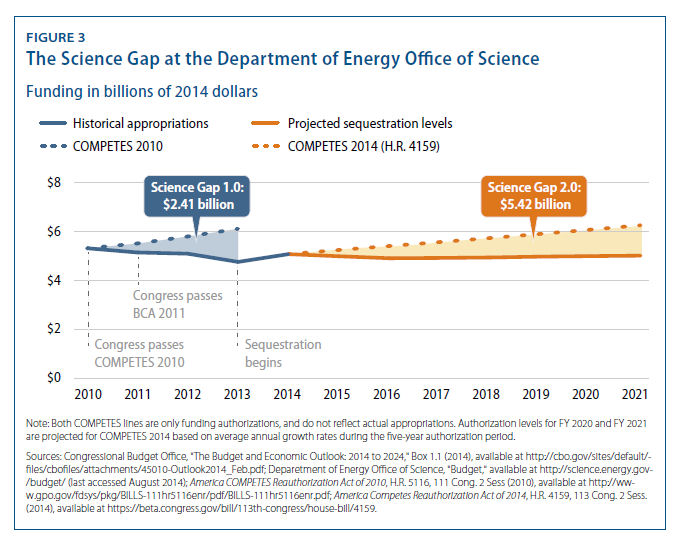 FIGURE 3
The Science Gap at the Department of Energy Office of Science
Funding in billions of 2014 dollars
Historical appropriations
Projected sequestration levels
COMPETES 2010
COMPETES 2014 (H.R. 4159)
$8
Science Gap 1.0:
$2.41 billion
Science Gap 2.0:
$5.42 billion
$6
$4
Congress passes
BCA 2011
$2
Congress passes
COMPETES 2010
Sequestration
begins
$0
2010 2011 2012 2013 2014 2015 2016 2017 2018 2019 2020 2021
Note: Both COMPETES lines are only funding authorizations, and do not reflect actual appropriations. Authorization levels for FY 2020 and FY 2021
are projected for COMPETES 2014 based on average annual growth rates during the five-year authorization period.
Sources: Congressional Budget Office, "The Budget and Economic Outlook: 2014 to 2024," Box 1.1 (2014), available at http://cbo.gov/sites/default/-
files/cbofiles/attachments/45010-Outlook2014_Feb.pdf; Deparetment of Energy Office of Science, "Budget," available at http://science.energy.gov-
/budget/ (last accessed August 2014); America COMPETES Reauthorization Act of 2010, H.R. 5116, 111 Cong. 2 Sess (2010), available at http://ww-
w.gpo.gov/fdsys/pkg/BILLS-111hr5116enr/pdf/BILLS-111hr5116enr.pdf; America Competes Reauthorization Act of 2014, H.R. 4159, 113 Cong. 2 Sess.
(2014), available at https://beta.congress.gov/bill/113th-congress/house-bill/4159.